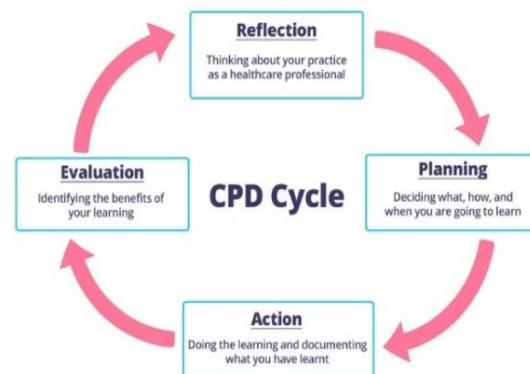 Reflection
Thinking about your practice
as a healthcare professional
Planning
Deciding what, how, and
when you are going to learn
Action
Doing the learning and documenting
what you have learnt
Evaluation
Identifying the benefits of
your learning
CPD Cycle